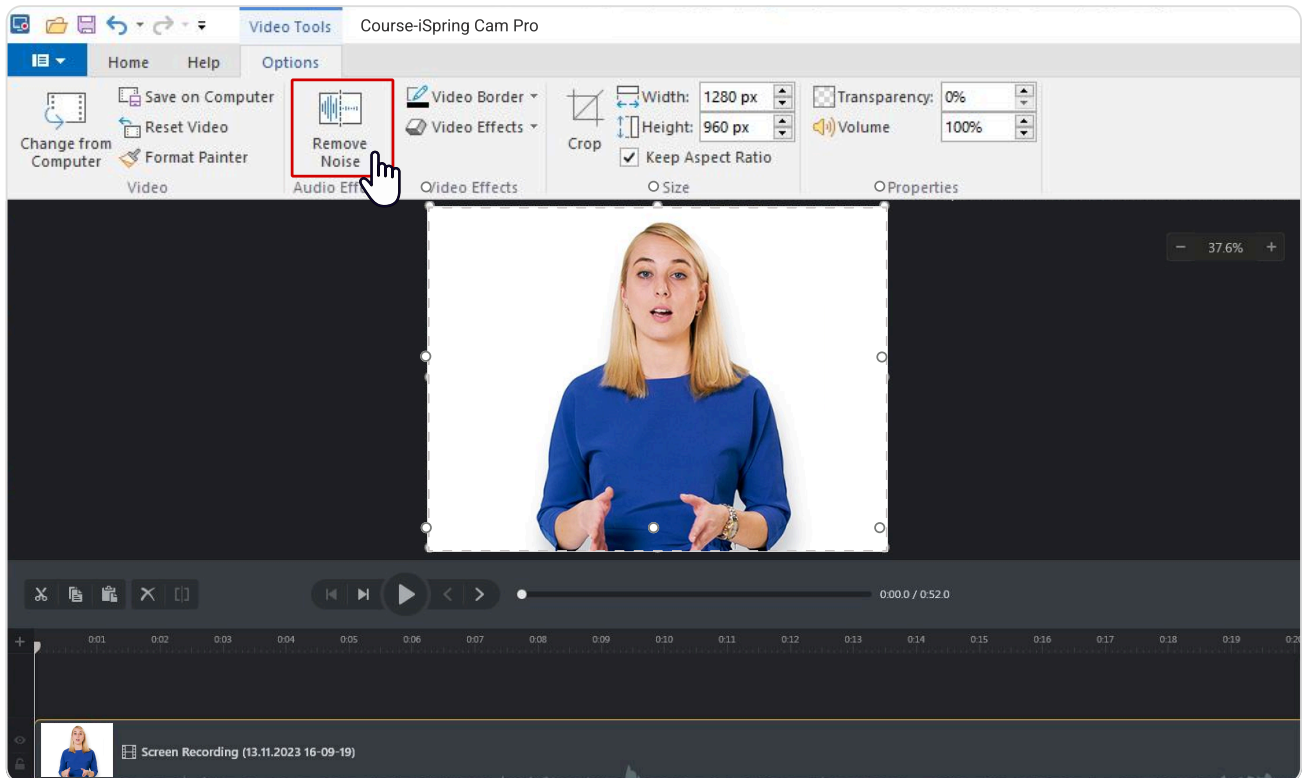 Video Tools
Course-iSpring Cam Pro
Home
Help
Options
Change from
Computer
Save on Computer
Reset Video
Format Painter
Video
Remove
Noise
Audio Eff
Video Border
Video Effects
Video Effects
Crop
Width: 1280 px
Height: 960 px
Keep Aspect Ratio
Size
Transparency: 0%
Volume 100%
Properties
37.6%
0:00.0 / 0:52.0
0:01 0:02 0:03 0:04 0:05 0:06 0:07 0:08 0:09 0:10 0:11 0:12 0:13 0:14 0:15 0:16 0:17 0:18 0:19
Screen Recording (13.11.2023 16-09-19)